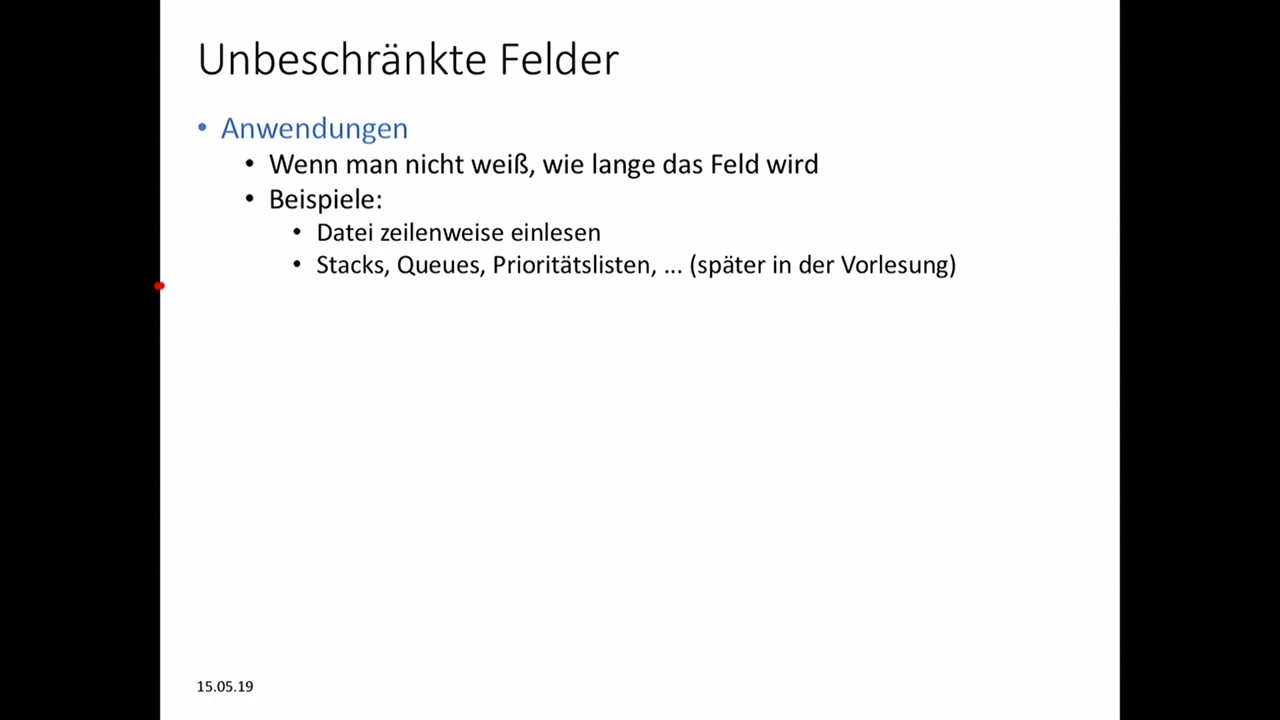 Unbeschränkte Felder
• Anwendungen
• Wenn man nicht weiß, wie lange das Feld wird
• Beispiele:
• Datei zeilenweise einlesen
• Stacks, Queues, Prioritätslisten, ... (später in der Vorlesung)
15.05.19